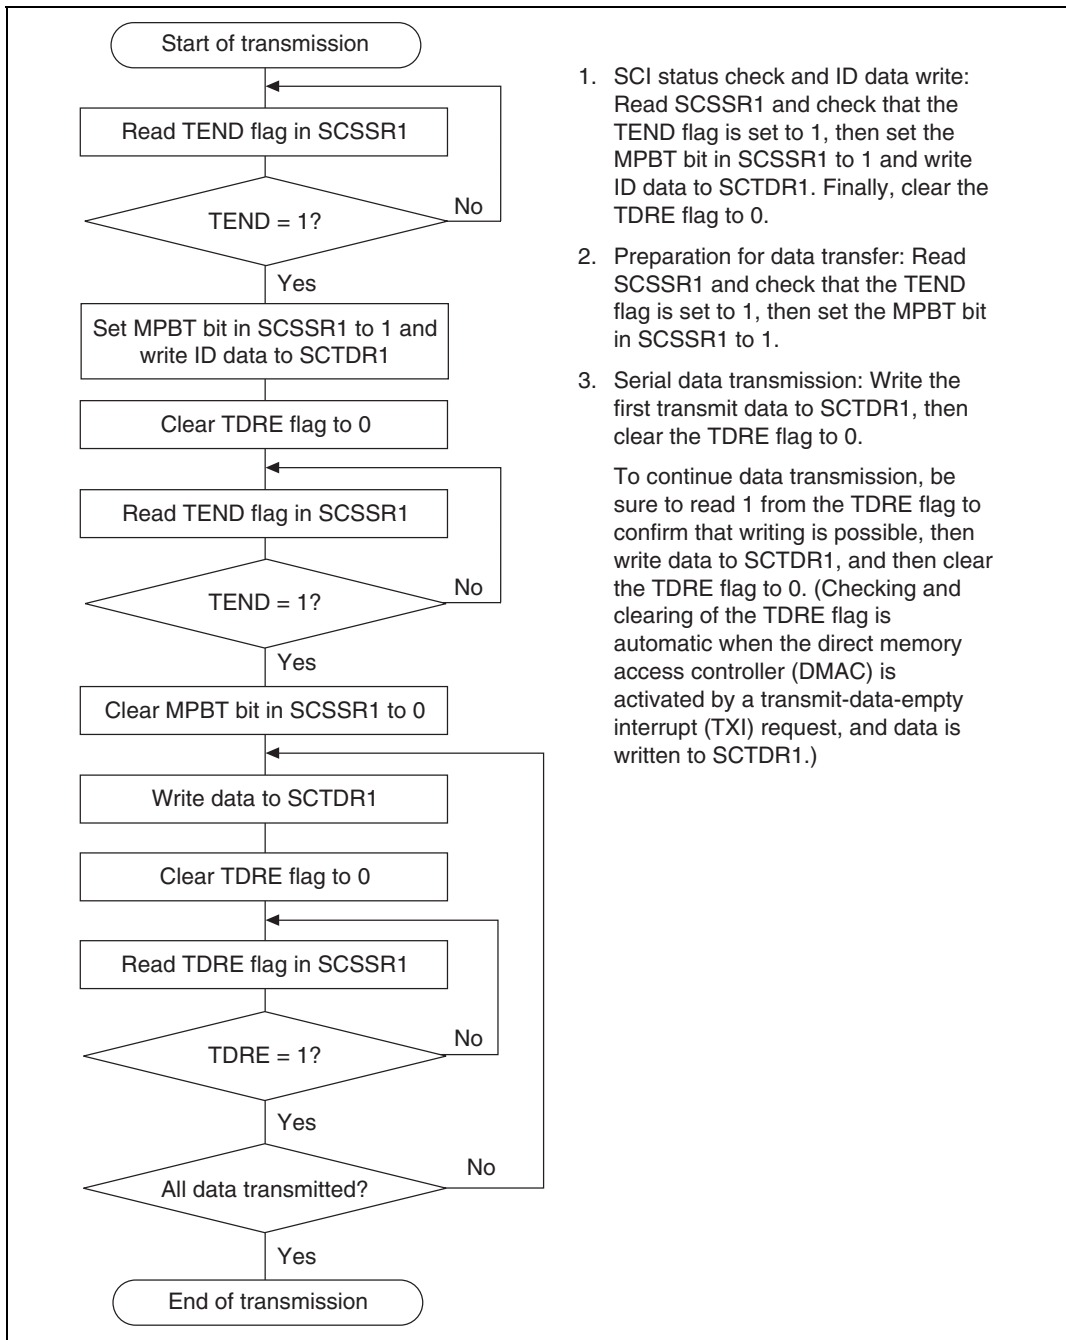 Start of transmission
Read TEND flag in SCSSR1
TEND = 1?
No
Yes
Set MPBT bit in SCSSR1 to 1 and
write ID data to SCTDR1
Clear TDRE flag to 0
Read TEND flag in SCSSR1
TEND = 1?
No
Yes
Clear MPBT bit in SCSSR1 to 0
Write data to SCTDR1
Clear TDRE flag to 0
Read TDRE flag in SCSSR1
TDRE = 1?
No
Yes
All data transmitted?
No
Yes
End of transmission
1. SCI status check and ID data write:
Read SCSSR1 and check that the
TEND flag is set to 1, then set the
MPBT bit in SCSSR1 to 1 and write
ID data to SCTDR1. Finally, clear the
TDRE flag to 0.
2. Preparation for data transfer: Read
SCSSR1 and check that the TEND
flag is set to 1, then set the MPBT bit
in SCSSR1 to 1.
3. Serial data transmission: Write the
first transmit data to SCTDR1, then
clear the TDRE flag to 0.
To continue data transmission, be
sure to read 1 from the TDRE flag to
confirm that writing is possible, then
write data to SCTDR1, and then clear
the TDRE flag to 0. (Checking and
clearing of the TDRE flag is
automatic when the direct memory
access controller (DMAC) is
activated by a transmit-data-empty
interrupt (TXI) request, and data is
written to SCTDR1.)